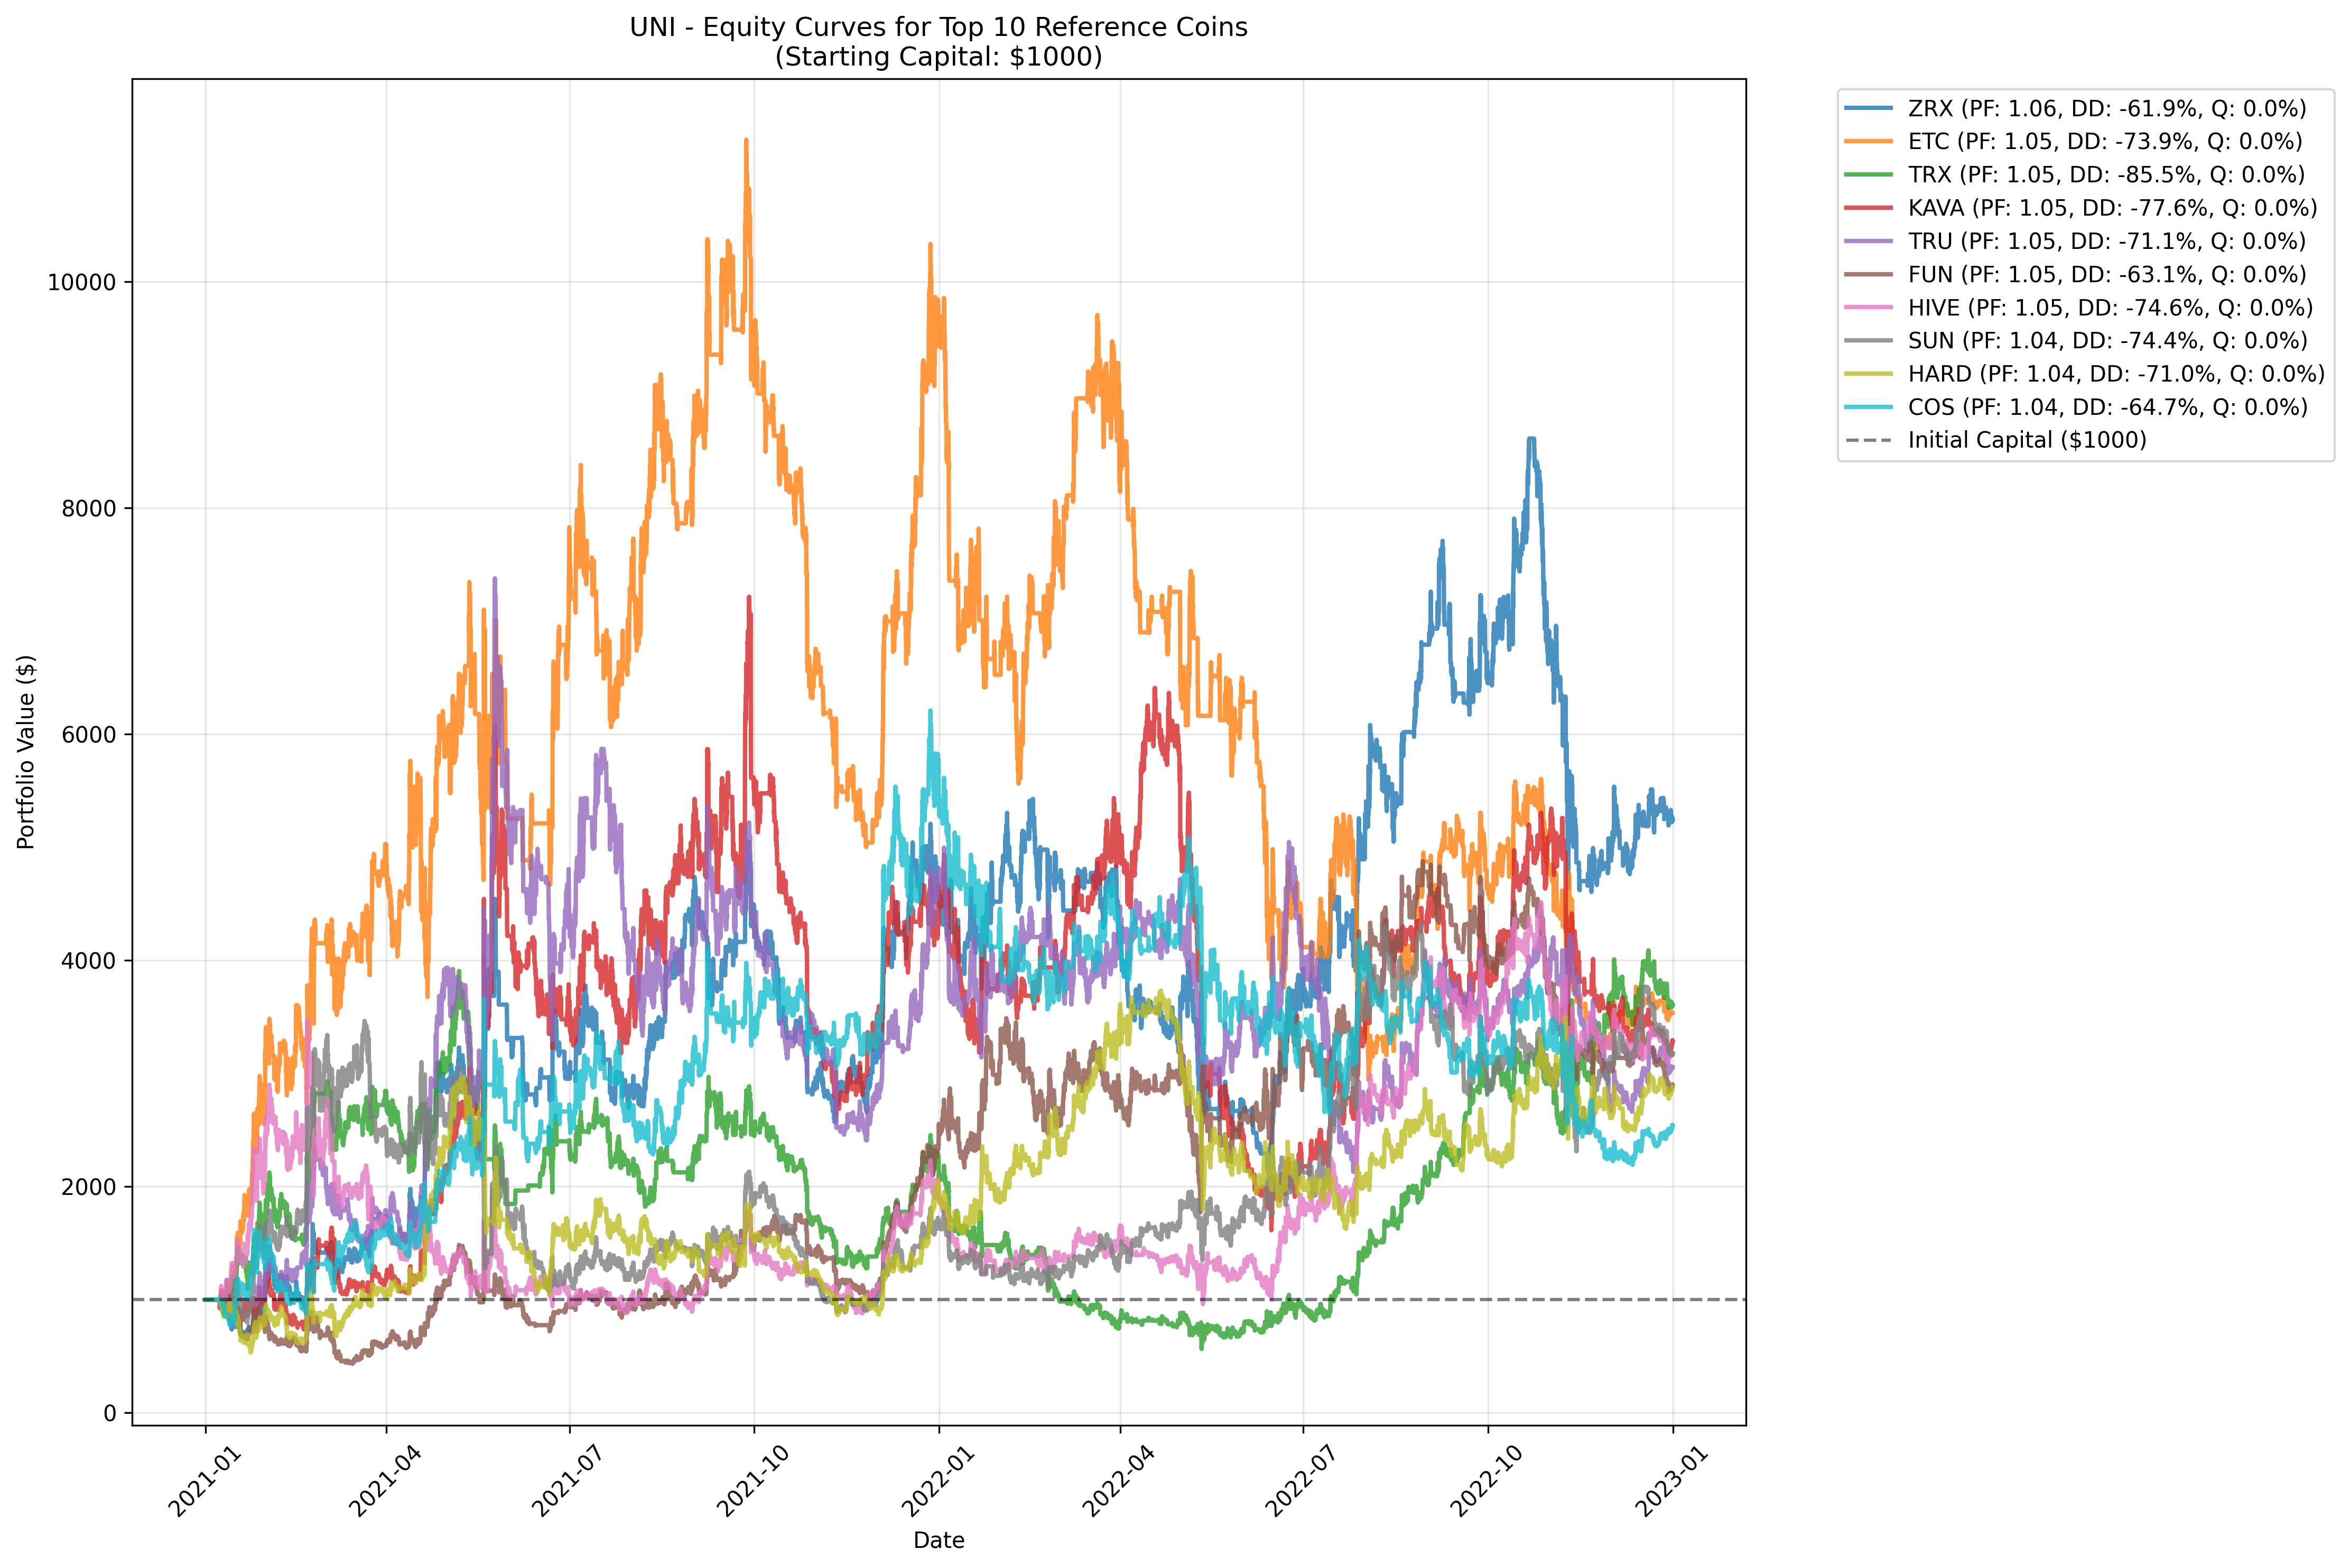 UNI - Equity Curves for Top 10 Reference Coins
(Starting Capital: $1000)
Portfolio Value ($)
10000
8000
6000
4000
2000
0
2021-01
2021-04
2021-07
2021-10
2022-01
2022-04
2022-07
2022-10
2023-01
Date
ZRX (PF: 1.06, DD: -61.9%, Q: 0.0%)
ETC (PF: 1.05, DD: -73.9%, Q: 0.0%)
TRX (PF: 1.05, DD: -85.5%, Q: 0.0%)
KAVA (PF: 1.05, DD: -77.6%, Q: 0.0%)
TRU (PF: 1.05, DD: -71.1%, Q: 0.0%)
FUN (PF: 1.05, DD: -63.1%, Q: 0.0%)
HIVE (PF: 1.05, DD: -74.6%, Q: 0.0%)
SUN (PF: 1.04, DD: -74.4%, Q: 0.0%)
HARD (PF: 1.04, DD: -71.0%, Q: 0.0%)
COS (PF: 1.04, DD: -64.7%, Q: 0.0%)
Initial Capital ($1000)